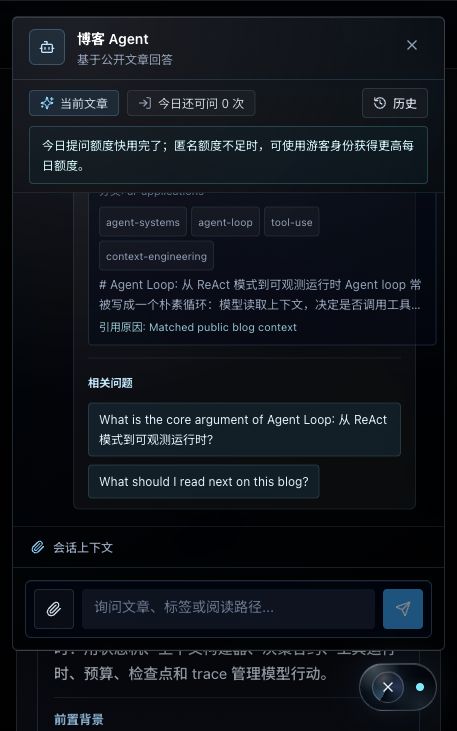 博客 Agent
基于公开文章回答
当前文章
今日还可问 0 次
历史
今日提问额度快用完了；匿名额度不足时，可使用游客身份获得更高每
日额度。
agent-systems
agent-loop
tool-use
context-engineering
# Agent Loop: 从 ReAct 模式到可观测运行时 Agent loop 常
被写成一个朴素循环：模型读取上下文，决定是否调用工具...
引用原因: Matched public blog context
相关问题
What is the core argument of Agent Loop: 从 ReAct
模式到可观测运行时?
What should I read next on this blog?
会话上下文
询问文章、标签或阅读路径...
时、预算、检查点和 trace 管理模型行动。
前置背景